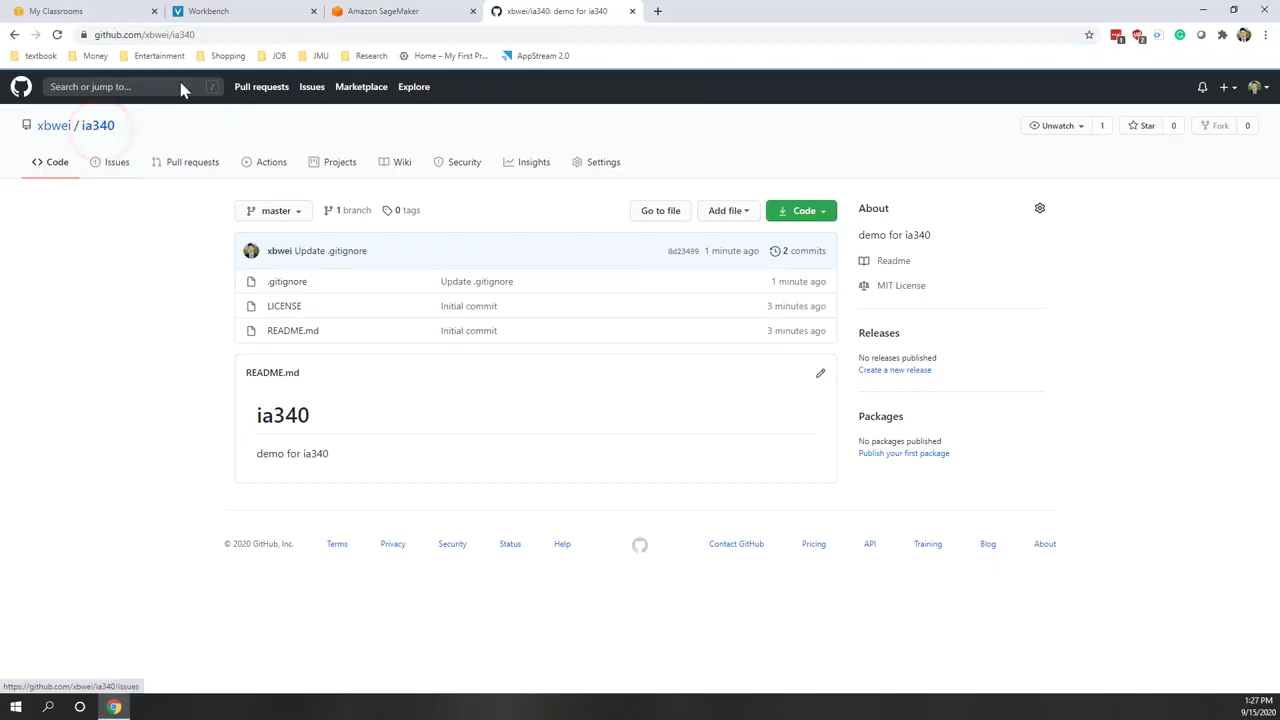 My Classrooms
Workbench
Amazon SageMaker
xbwei/ia340: demo for ia340
github.com/xbwei/ia340
1
2
textbook
Money
Entertainment
Shopping
JOB
JMU
Research
Home – My First Pr...
AppStream 2.0
Search or jump to...
/
Pull requests
Issues
Marketplace
Explore
xbwei / ia340
Unwatch
1
Star
0
Fork
0
Code
Issues
Pull requests
Actions
Projects
Wiki
Security
Insights
Settings
master
1 branch
0 tags
Go to file
Add file
Code
About
demo for ia340
xbwei Update .gitignore
0d23499 1 minute ago
2 commits
Readme
.gitignore
Update .gitignore
1 minute ago
MIT License
LICENSE
Initial commit
3 minutes ago
README.md
Initial commit
3 minutes ago
Releases
No releases published
Create a new release
README.md
ia340
demo for ia340
Packages
No packages published
Publish your first package
© 2020 GitHub, Inc.
Terms
Privacy
Security
Status
Help
Contact GitHub
Pricing
API
Training
Blog
About
https://github.com/xbwei/ia340/issues
1:27 PM
9/15/2020